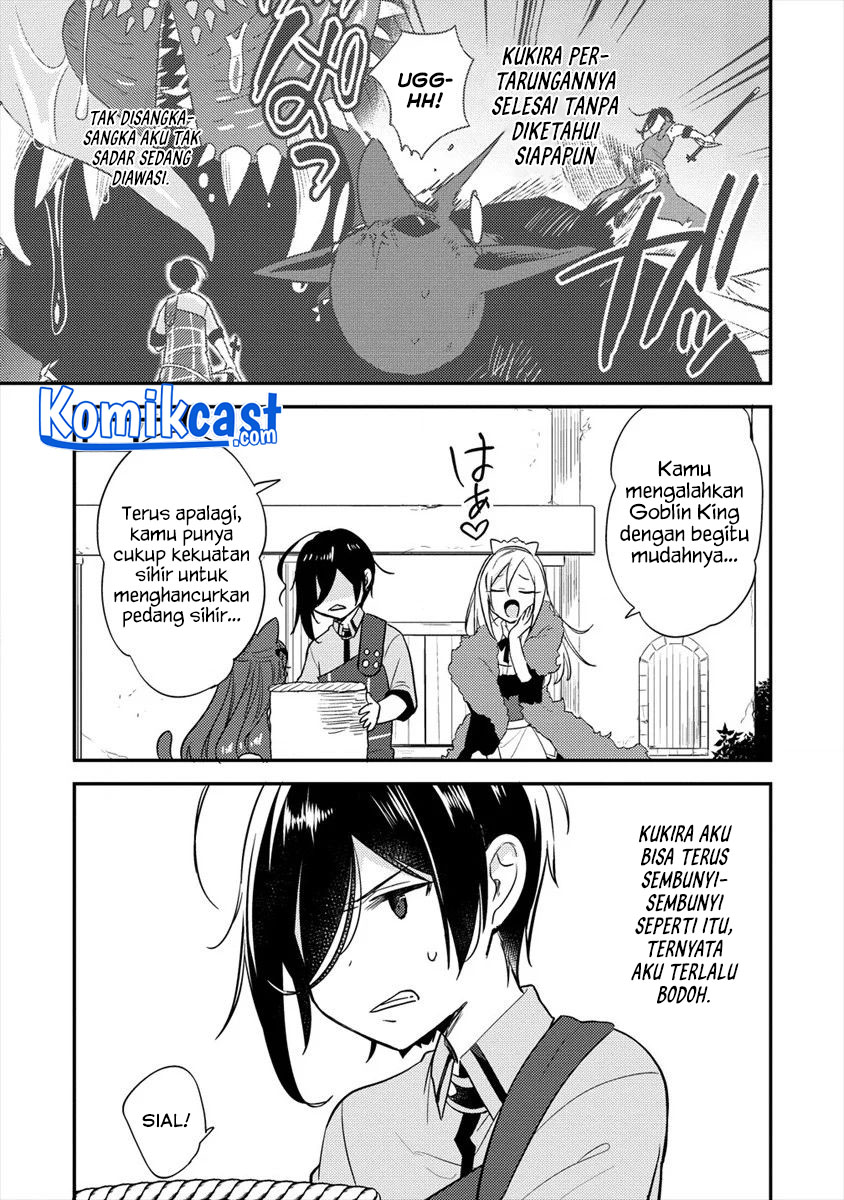 KUKIRA PER-
TARUNGANNYA
SELESAI TANPA
DIKETAHUI
SIAPAPUN
UGG-
HH!
TAK DISANGKA-
SANGKA AKU TAK
SADAR SEDANG
DIAWASI.
Komikcast
.com
Kamu
mengalahkan
Goblin King
dengan begitu
mudahnya...
はぁ♡
Terus apalagi,
kamu punya
cukup kekuatan
sihir untuk
menghancurkan
pedang sihir...
KUKIRA AKU
BISA TERUS
SEMBUNYI-
SEMBUNYI
SEPERTI ITU,
TERNYATA
AKU TERLALU
BODOH.
SIAL!